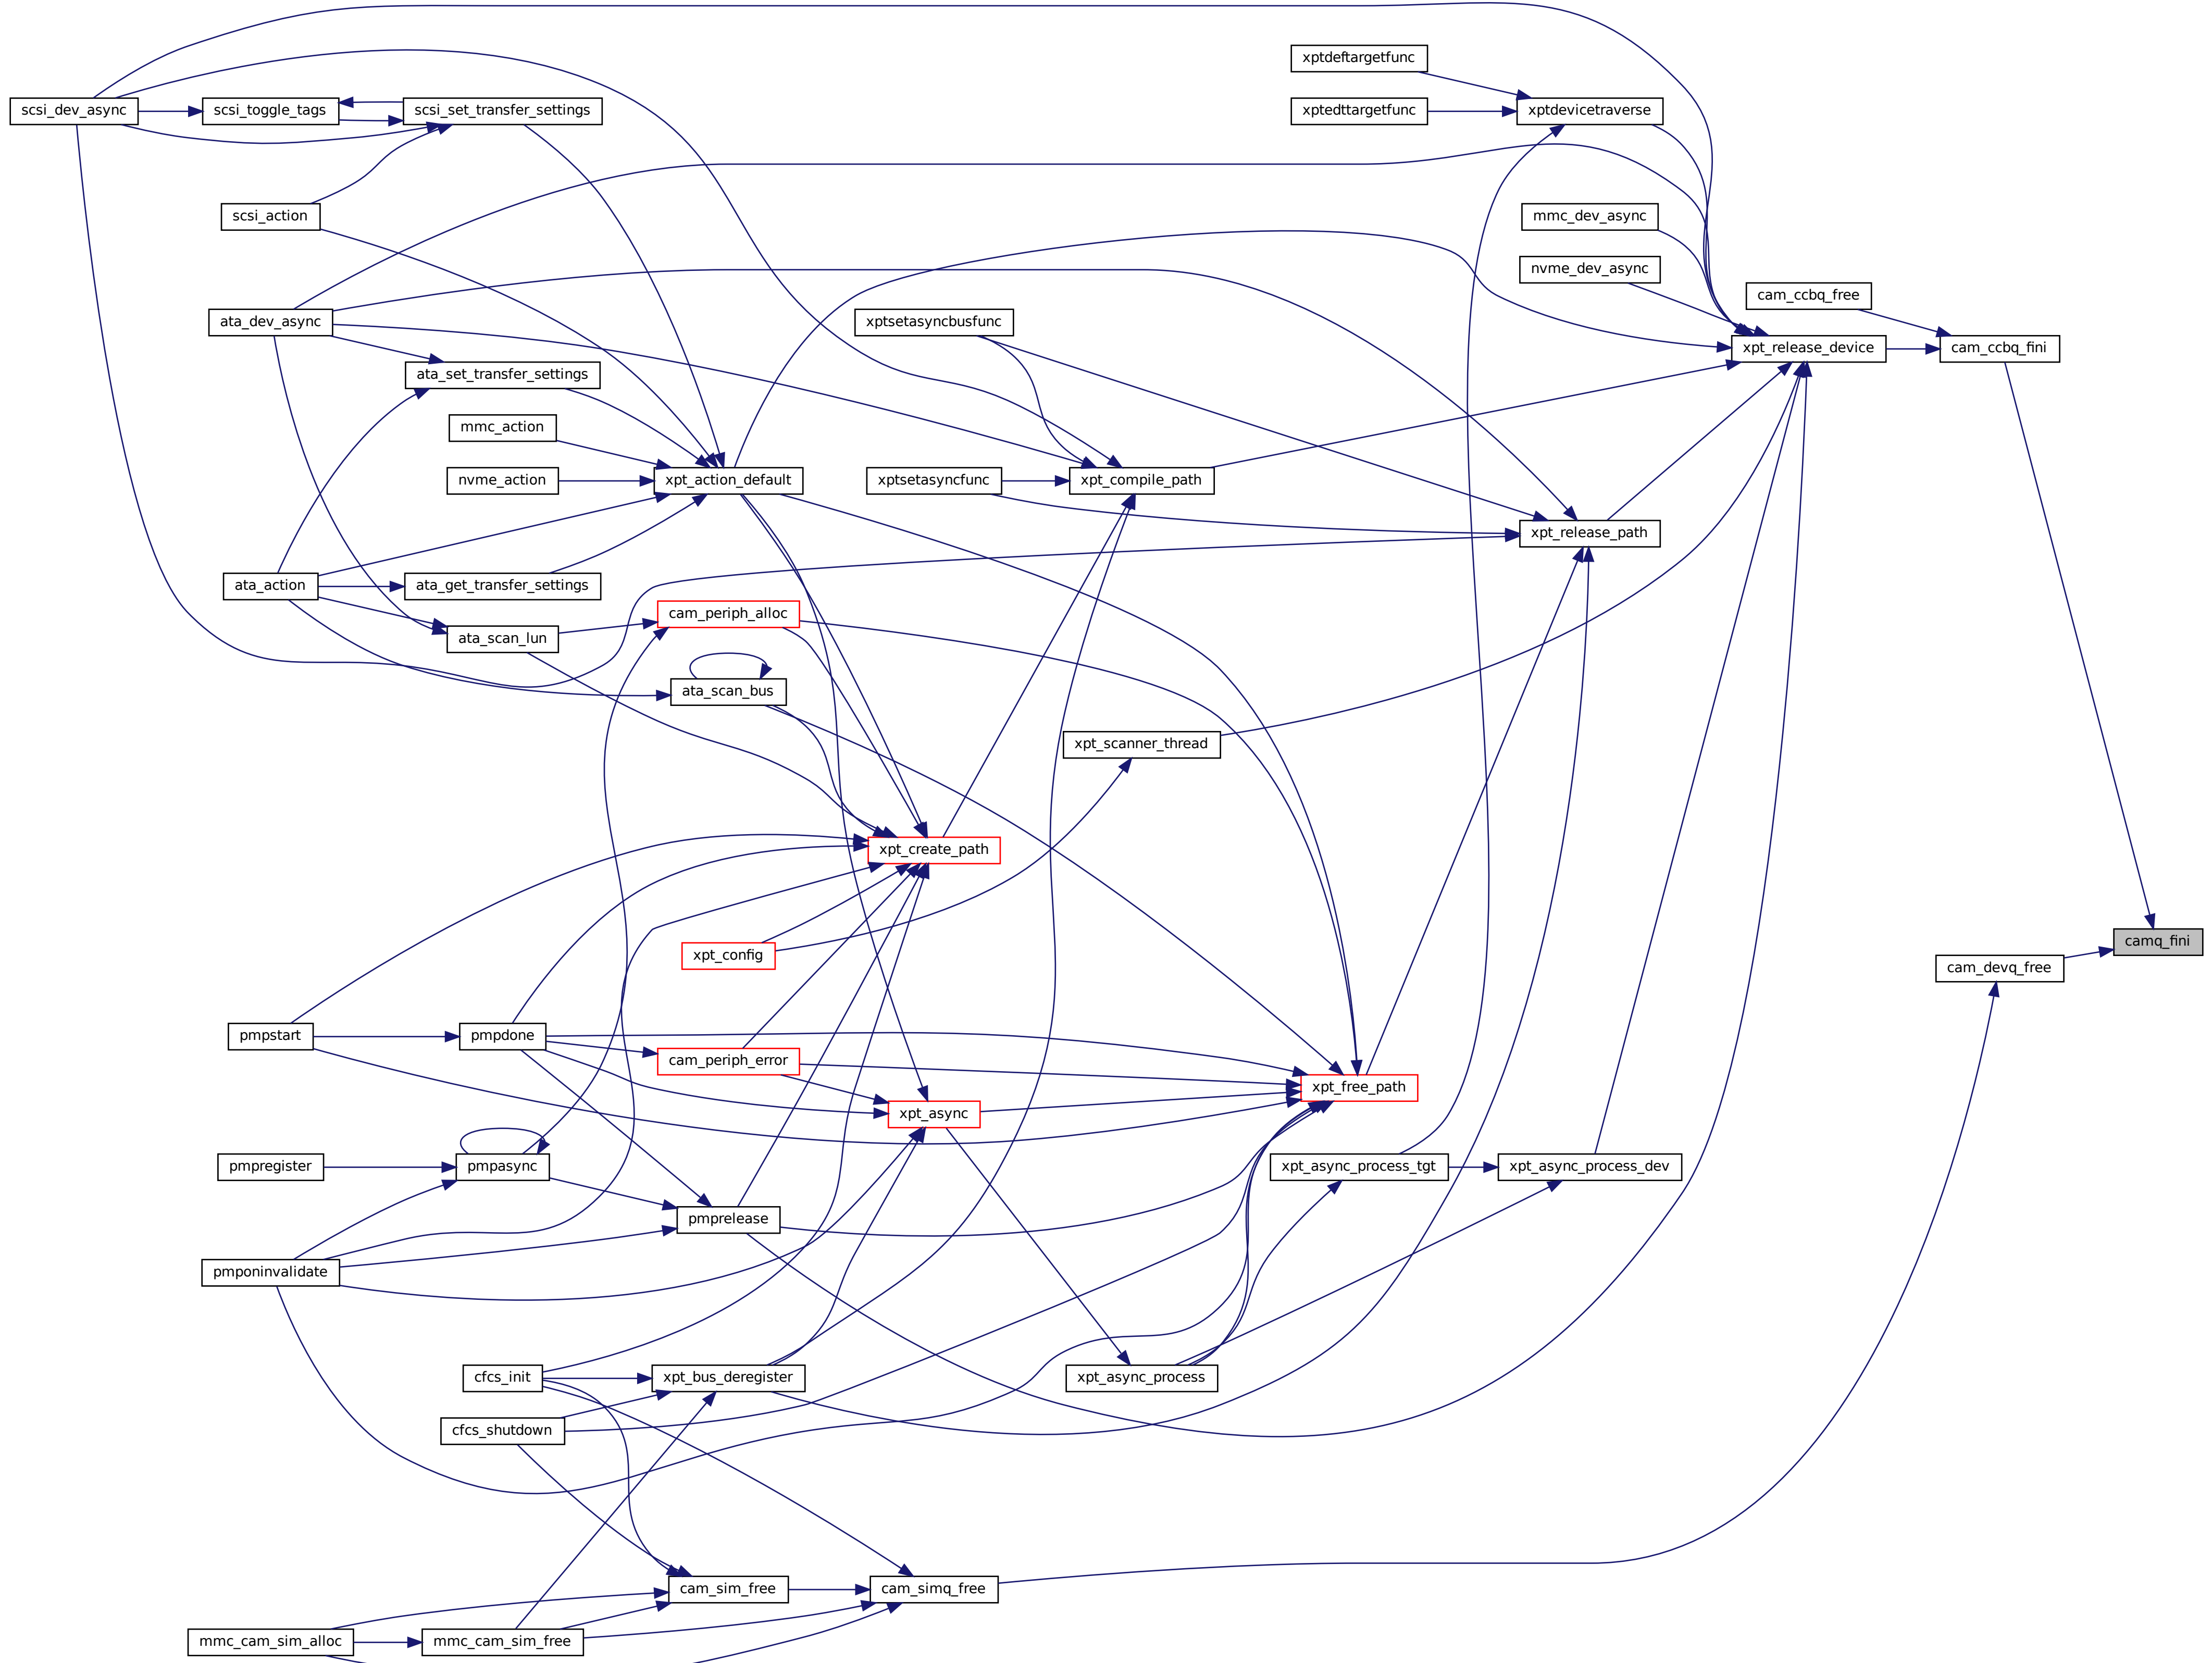 xptdeftargetfunc
scsi_dev_async
scsi_toggle_tags
scsi_set_transfer_settings
xptedttargetfunc
xptdevicetraverse
scsi_action
mmc_dev_async
nvme_dev_async
cam_ccbq_free
ata_dev_async
xptsetasyncbusfunc
xpt_release_device
cam_ccbq_fini
ata_set_transfer_settings
mmc_action
nvme_action
xpt_action_default
xptsetasyncfunc
xpt_compile_path
xpt_release_path
ata_action
ata_get_transfer_settings
cam_periph_alloc
ata_scan_lun
ata_scan_bus
xpt_scanner_thread
xpt_create_path
camq_fini
xpt_config
cam_devq_free
pmpstart
pmpdone
cam_periph_error
xpt_free_path
xpt_async
pmpregister
pmpasync
xpt_async_process_tgt
xpt_async_process_dev
pmprelease
pmponinvalidate
cfcs_init
xpt_bus_deregister
xpt_async_process
cfcs_shutdown
cam_sim_free
cam_simq_free
mmc_cam_sim_alloc
mmc_cam_sim_free